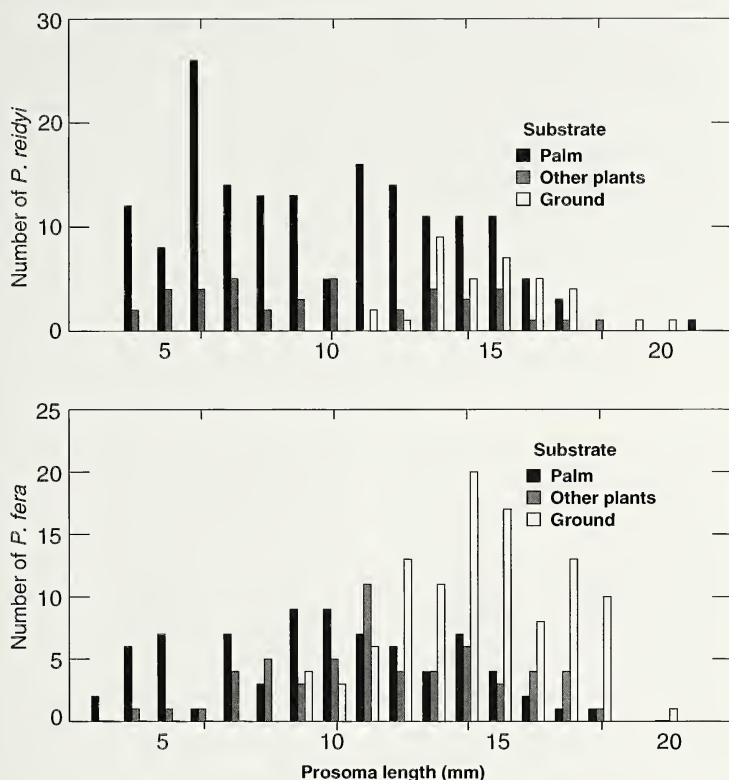 30
20
10
0
Number of P. reidyi
Substrate
Palm
Other plants
Ground
5 10 15 20
25
20
15
10
5
0
Number of P. fera
Substrate
Palm
Other plants
Ground
5 10 15 20
Prosoma length (mm)